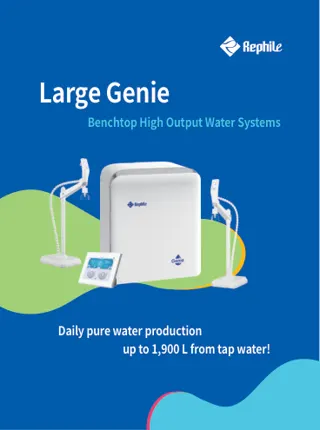 Rephile
Large Genie
Benchtop High Output Water Systems
Rephile
Genie
Daily pure water production
up to 1,900 L from tap water!